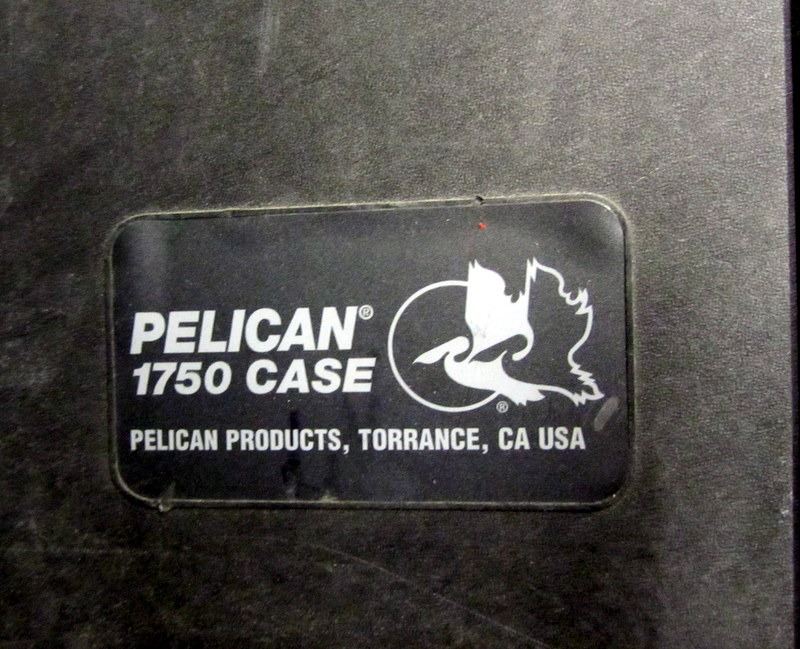 PELICAN®
1750 CASE
®
PELICAN PRODUCTS, TORRANCE, CA USA